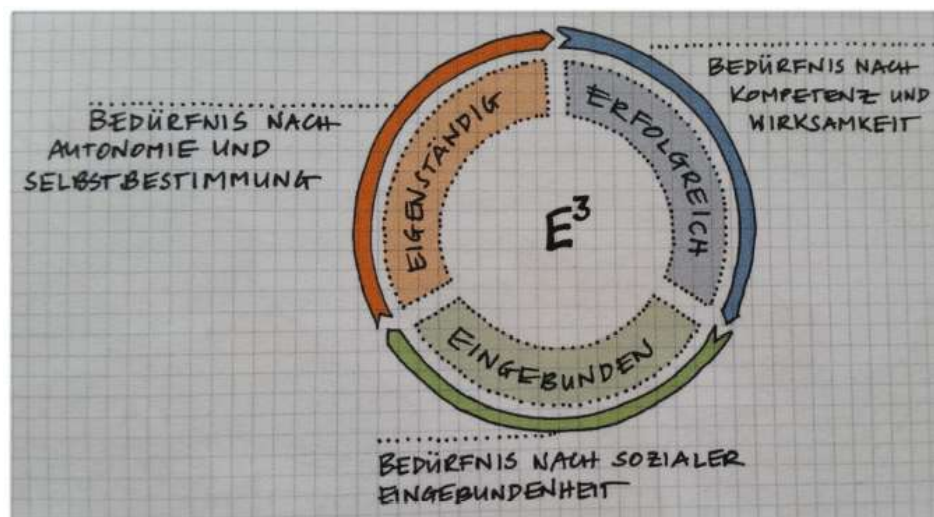 BEDÜRFNIS NACH
AUTONOMIE UND
SELBSTBESTIMMUNG
EIGENSTÄNDIG
ERFOLGREICH
BEDÜRFNIS NACH
KOMPETENZ UND
WIRKSAMKEIT
E³
EINGEBUNDEN
BEDÜRFNIS NACH SOZIALER
EINGEBUNDENHEIT